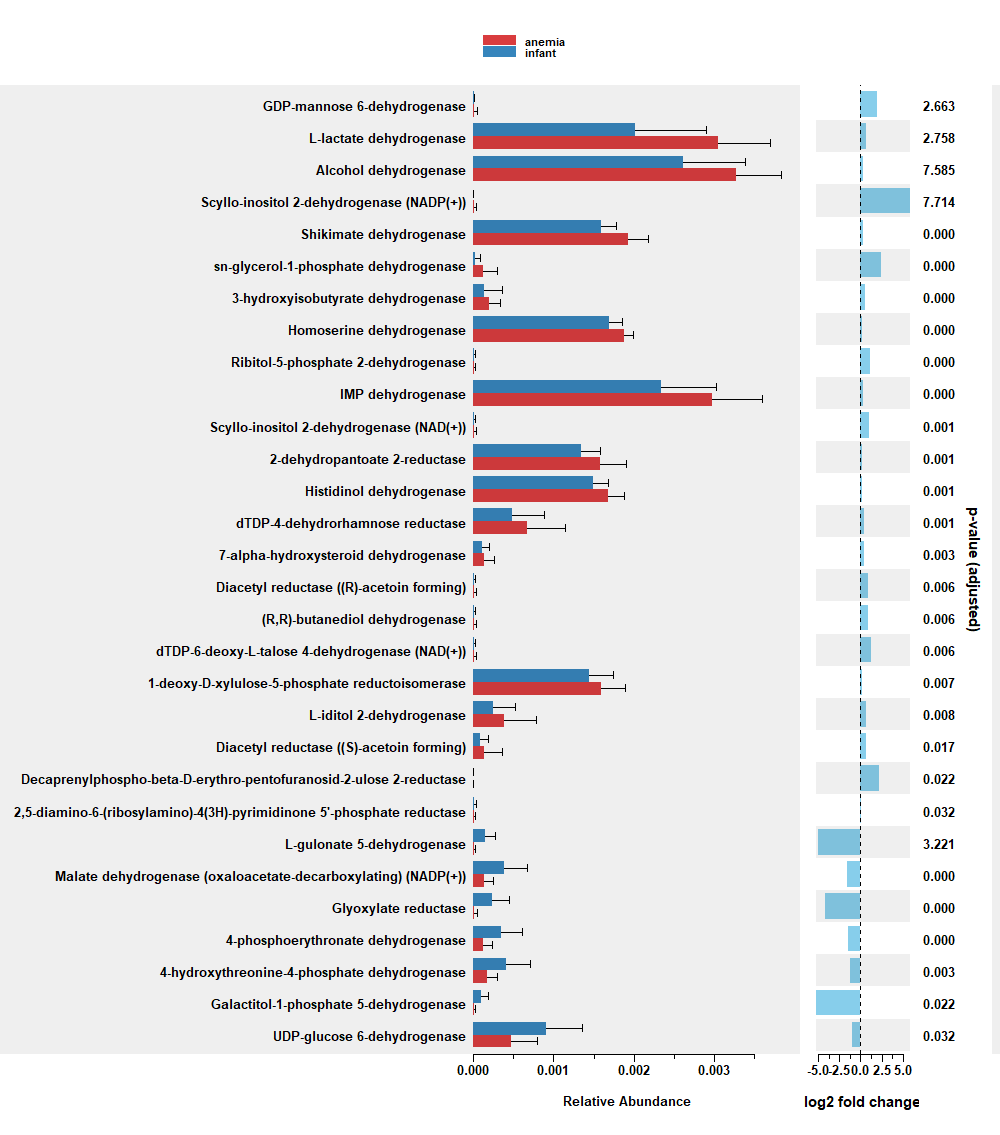 anemia
infant
GDP-mannose 6-dehydrogenase 2.663
L-lactate dehydrogenase 2.758
Alcohol dehydrogenase 7.585
Scyllo-inositol 2-dehydrogenase (NADP(+)) 7.714
Shikimate dehydrogenase 0.000
sn-glycerol-1-phosphate dehydrogenase 0.000
3-hydroxyisobutyrate dehydrogenase 0.000
Homoserine dehydrogenase 0.000
Ribitol-5-phosphate 2-dehydrogenase 0.000
IMP dehydrogenase 0.000
Scyllo-inositol 2-dehydrogenase (NAD(+)) 0.001
2-dehydropantoate 2-reductase 0.001
Histidinol dehydrogenase 0.001
dTDP-4-dehydrorhamnose reductase 0.001
7-alpha-hydroxysteroid dehydrogenase 0.003
Diacetyl reductase ((R)-acetoin forming) 0.006
(R,R)-butanediol dehydrogenase 0.006
dTDP-6-deoxy-L-talose 4-dehydrogenase (NAD(+)) 0.006
1-deoxy-D-xylulose-5-phosphate reductoisomerase 0.007
L-iditol 2-dehydrogenase 0.008
Diacetyl reductase ((S)-acetoin forming) 0.017
Decaprenylphospho-beta-D-erythro-pentofuranosid-2-ulose 2-reductase 0.022
2,5-diamino-6-(ribosylamino)-4(3H)-pyrimidinone 5'-phosphate reductase 0.032
L-gulonate 5-dehydrogenase 3.221
Malate dehydrogenase (oxaloacetate-decarboxylating) (NADP(+)) 0.000
Glyoxylate reductase 0.000
4-phosphoerythronate dehydrogenase 0.000
4-hydroxythreonine-4-phosphate dehydrogenase 0.003
Galactitol-1-phosphate 5-dehydrogenase 0.022
UDP-glucose 6-dehydrogenase 0.032
p-value (adjusted)
0.000 0.001 0.002 0.003 -5.0 -2.5 0.0 2.5 5.0
Relative Abundance log2 fold change